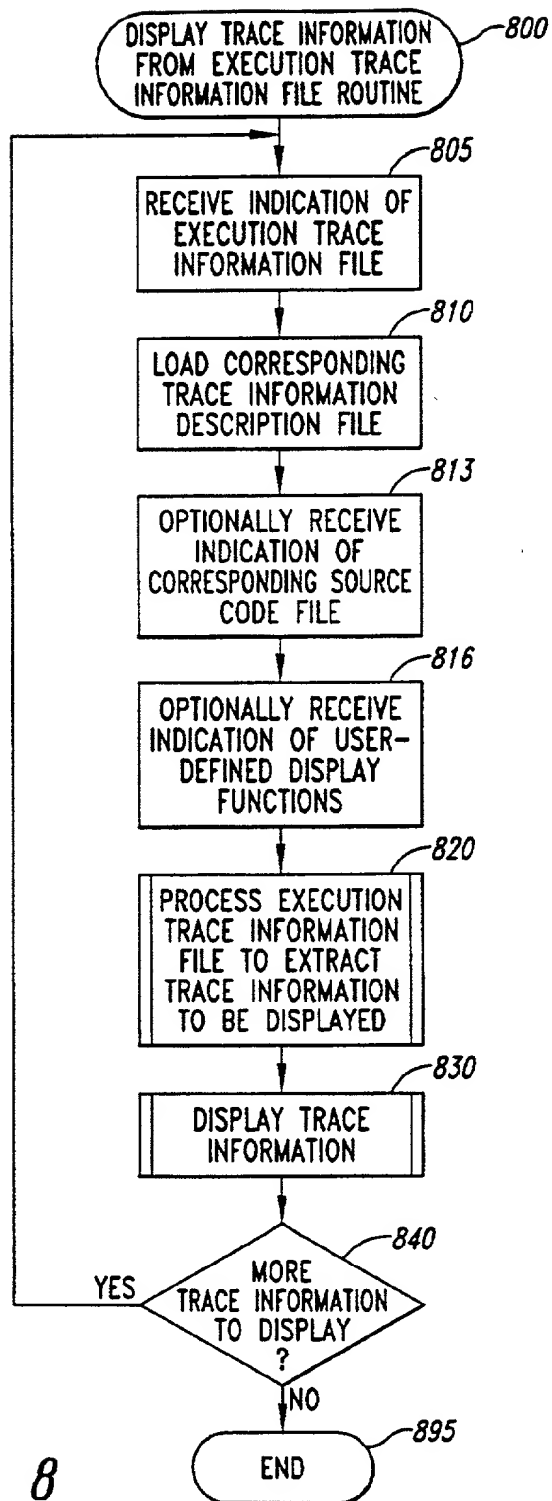 DISPLAY TRACE INFORMATION
FROM EXECUTION TRACE
INFORMATION FILE ROUTINE
800
805
RECEIVE INDICATION OF
EXECUTION TRACE
INFORMATION FILE
810
LOAD CORRESPONDING
TRACE INFORMATION
DESCRIPTION FILE
813
OPTIONALLY RECEIVE
INDICATION OF
CORRESPONDING SOURCE
CODE FILE
816
OPTIONALLY RECEIVE
INDICATION OF USER-
DEFINED DISPLAY
FUNCTIONS
820
PROCESS EXECUTION
TRACE INFORMATION
FILE TO EXTRACT
TRACE INFORMATION
TO BE DISPLAYED
830
DISPLAY TRACE
INFORMATION
840
YES
MORE
TRACE INFORMATION
TO DISPLAY
?
NO
895
END
8